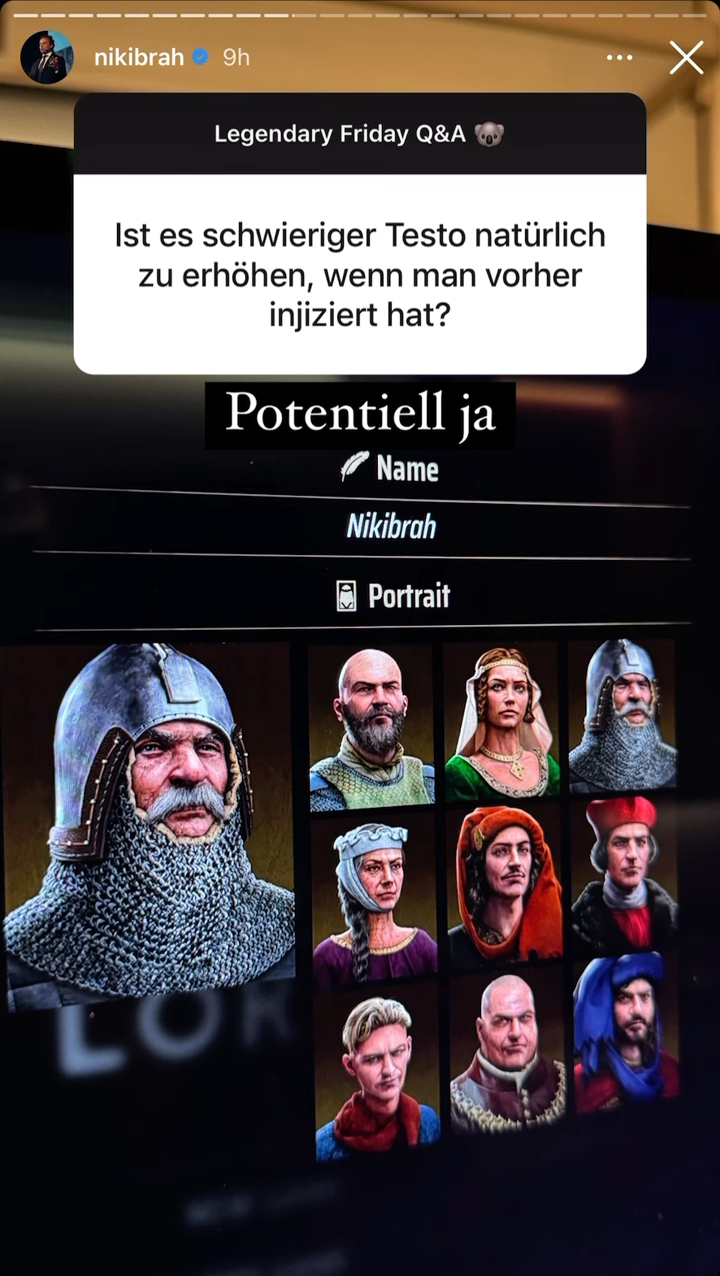 nikibrah 9h
Legendary Friday Q&A 🐨
Ist es schwieriger Testo natürlich
zu erhöhen, wenn man vorher
injiziert hat?
Potentiell ja
Name
Nikibrah
Portrait